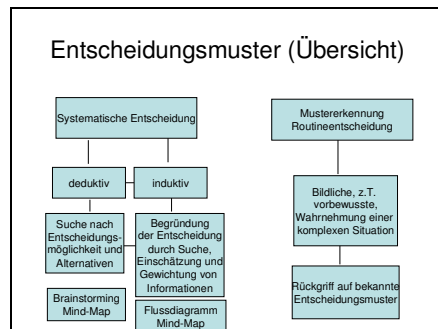 Entscheidungsmuster (Übersicht)
Systematische Entscheidung
deduktiv
induktiv
Suche nach
Entscheidungs-
möglichkeit und
Alternativen
Begründung
der Entscheidung
durch Suche,
Einschätzung und
Gewichtung von
Informationen
Brainstorming
Mind-Map
Flussdiagramm
Mind-Map
Mustererkennung
Routineentscheidung
Bildliche, z.T.
vorbewusste,
Wahrnehmung einer
komplexen Situation
Rückgriff auf bekannte
Entscheidungsmuster